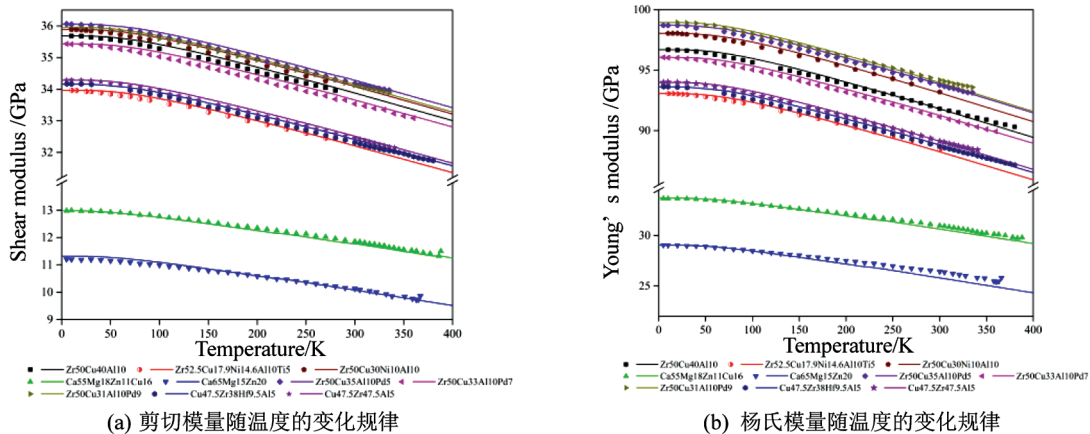 Shear modulus /GPa
36
35
34
32
13
12
11
10
9
0 50 100 150 200 250 300 350 400
Temperature/K
Zr50Cu40Al10 Zr52.5Cu17.9Ni14.6Al10Ti5 Zr50Cu30Ni10Al10
Ca55Mg18Zn11Cu16 Ca65Mg15Zn20 Zr50Cu35Al10Pd5 Zr50Cu33Al10Pd7
Zr50Cu31Al10Pd9 Cu47.5Zr38Hf9.5Al5 Cu47.5Zr47.5Al5
(a) 剪切模量随温度的变化规律
Young's modulus /GPa
100
95
90
30
25
0 50 100 150 200 250 300 350 400
Temperature/K
Zr50Cu40Al10 Zr52.5Cu17.9Ni14.6Al10Ti5 Zr50Cu30Ni10Al10
Ca55Mg18Zn11Cu16 Ca65Mg15Zn20 Zr50Cu35Al10Pd5 Zr50Cu33Al10Pd7
Zr50Cu31Al10Pd9 Cu47.5Zr38Hf9.5Al5 Cu47.5Zr47.5Al5
(b) 杨氏模量随温度的变化规律